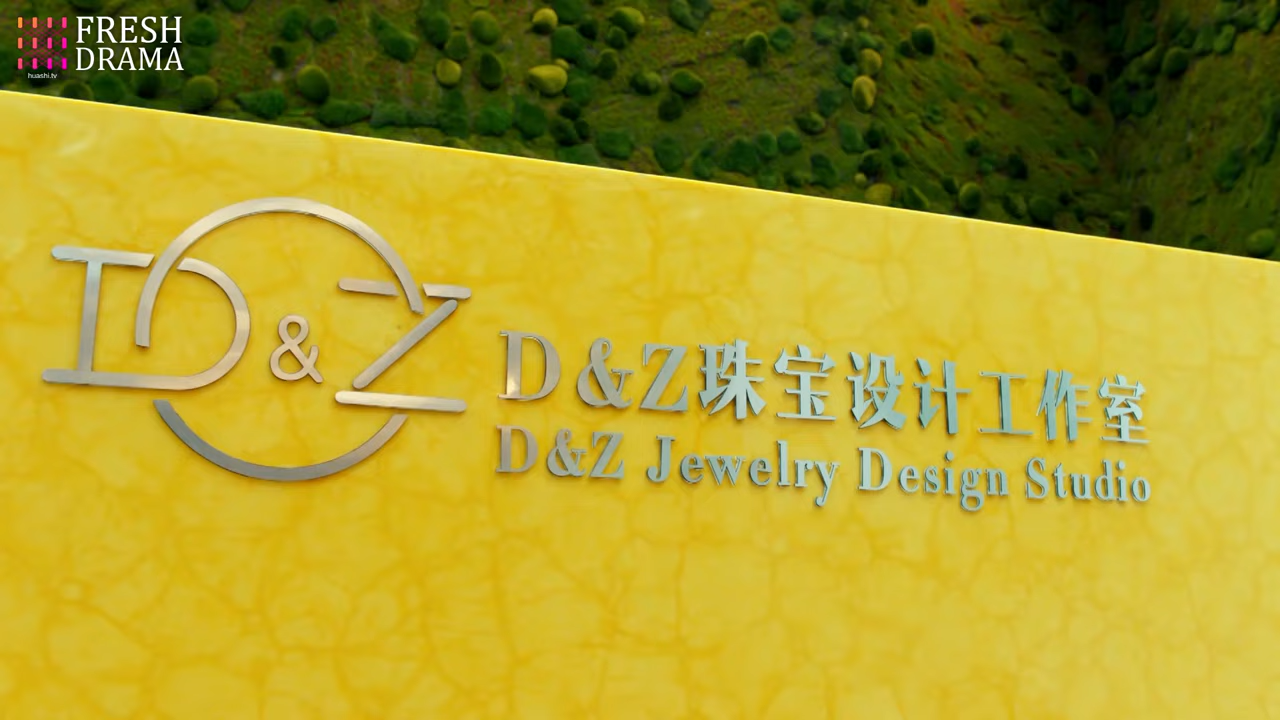 FRESH
DRAMA
huashi.tv
D&Z
D&Z珠宝设计工作室
D&Z Jewelry Design Studio